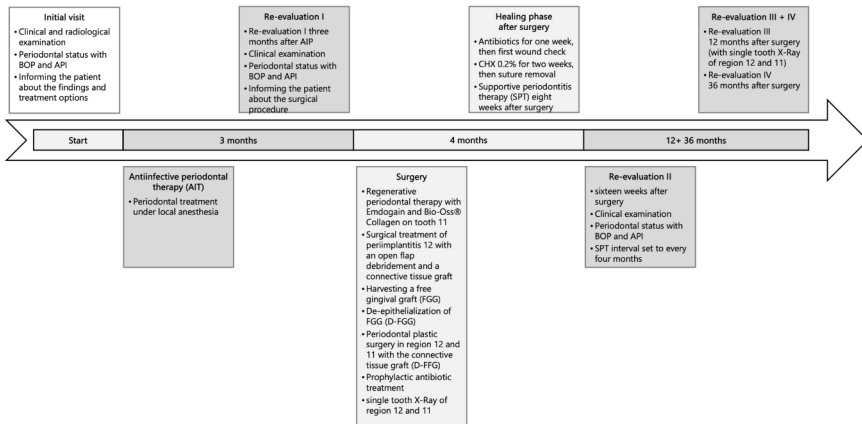 Initial visit
• Clinical and radiological
examination
• Periodontal status with
BOP and API
• Informing the patient
about the findings and
treatment options
Re-evaluation I
• Re-evaluation I three
months after AIP
• Clinical examination
• Periodontal status with
BOP and API
• Informing the patient
about the surgical
procedure
Healing phase
after surgery
• Antibiotics for one week,
then first wound check
• CHX 0.2% for two weeks,
then suture removal
• Supportive periodontitis
therapy (SPT) eight
weeks after surgery
Re-evaluation III + IV
• Re-evaluation III
12 months after surgery
(with single tooth X-Ray
of region 12 and 11)
• Re-evaluation IV
36 months after surgery
Start
3 months
4 months
12+ 36 months
Antiinfective periodontal
therapy (AIT)
• Periodontal treatment
under local anesthesia
Surgery
• Regenerative
periodontal therapy with
Emdogain and Bio-Oss®
Collagen on tooth 11
• Surgical treatment of
periimplantitis 12 with
an open flap
debridement and a
connective tissue graft
• Harvesting a free
gingival graft (FGG)
• De-epithelialization of
FGG (D-FGG)
• Periodontal plastic
surgery in region 12 and
11 with the connective
tissue graft (D-FFG)
• Prophylactic antibiotic
treatment
• single tooth X-Ray of
region 12 and 11
Re-evaluation II
• sixteen weeks after
surgery
• Clinical examination
• Periodontal status with
BOP and API
• SPT interval set to every
four months